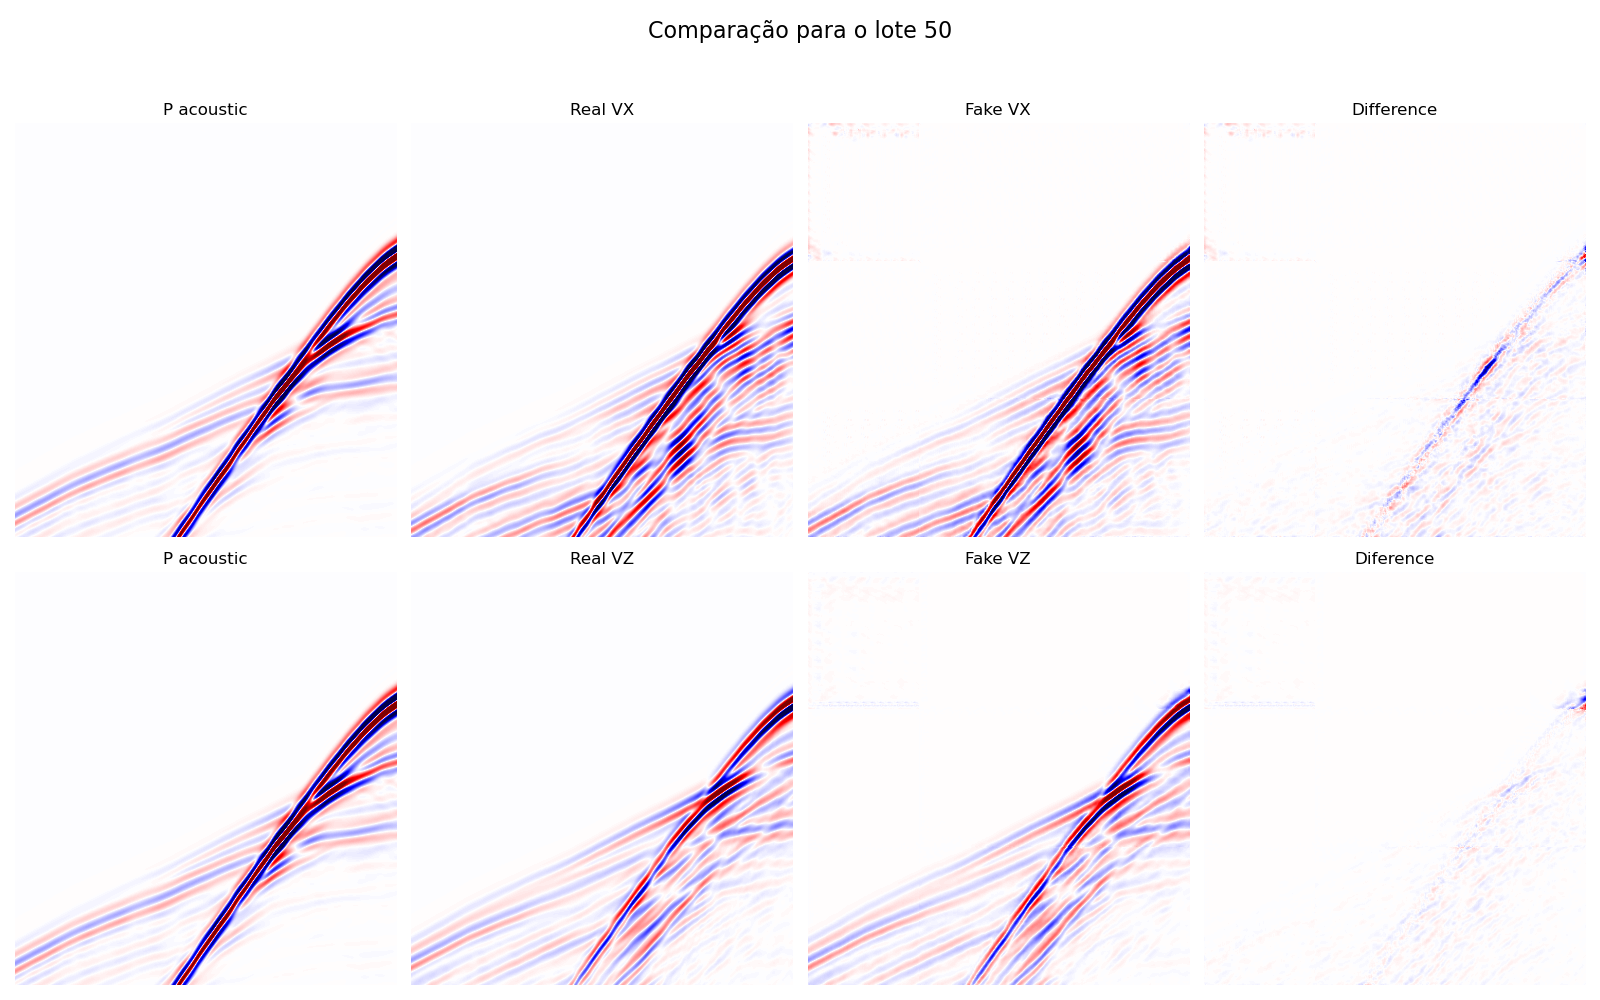 Comparação para o lote 50
P acoustic
Real VX
Fake VX
Difference
P acoustic
Real VZ
Fake VZ
Diference